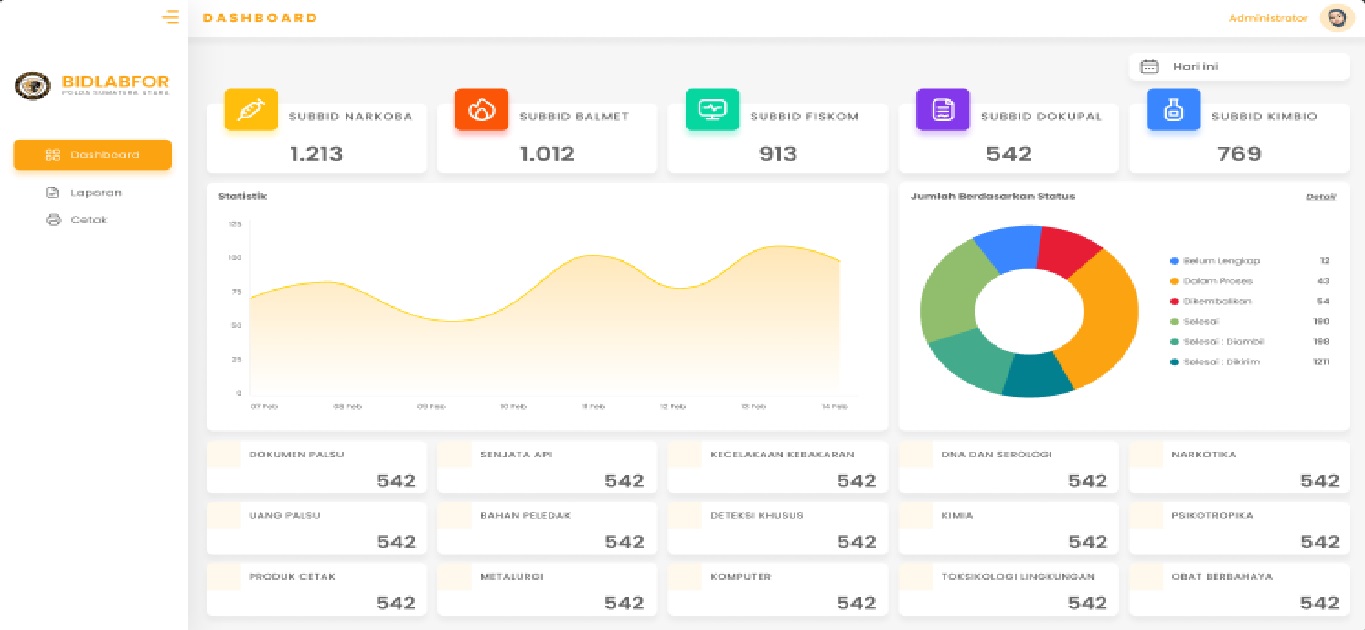 DASHBOARD
Administrator
BIDLABFOR
POLDA SUMATERA UTARA
Dashboard
Laporan
Cetak
Hari ini
SUBBID NARKOBA
1.213
SUBBID BALMET
1.012
SUBBID FISKOM
913
SUBBID DOKUPAL
542
SUBBID KIMBIO
769
Statistik
125
100
75
50
25
0
07 Feb
08 Feb
09 Feb
10 Feb
11 Feb
12 Feb
13 Feb
14 Feb
Jumlah Berdasarkan Status
Detail
Belum Lengkap 12
Dalam Proses 43
Dikembalikan 54
Selesai 190
Selesai : Diambil 198
Selesai : Dikirim 1271
DOKUMEN PALSU
542
SENJATA API
542
KECELAKAAN KEBAKARAN
542
DNA DAN SEROLOGI
542
NARKOTIKA
542
UANG PALSU
542
BAHAN PELEDAK
542
DETEKSI KHUSUS
542
KIMIA
542
PSIKOTROPIKA
542
PRODUK CETAK
542
METALURGI
542
KOMPUTER
542
TOKSIKOLOGI LINGKUNGAN
542
OBAT BERBAHAYA
542